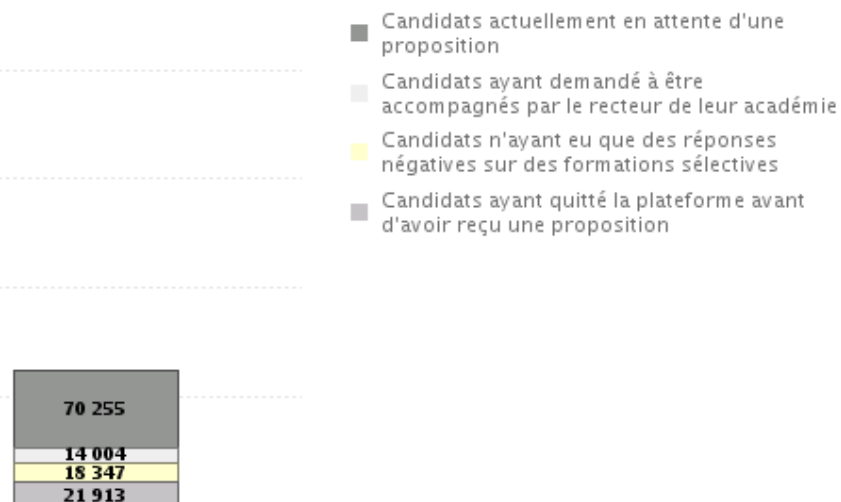 Candidats actuellement en attente d'une
proposition
Candidats ayant demandé à être
accompagnés par le recteur de leur académie
Candidats n'ayant eu que des réponses
négatives sur des formations sélectives
Candidats ayant quitté la plateforme avant
d'avoir reçu une proposition
70 255
14 004
18 347
21 913